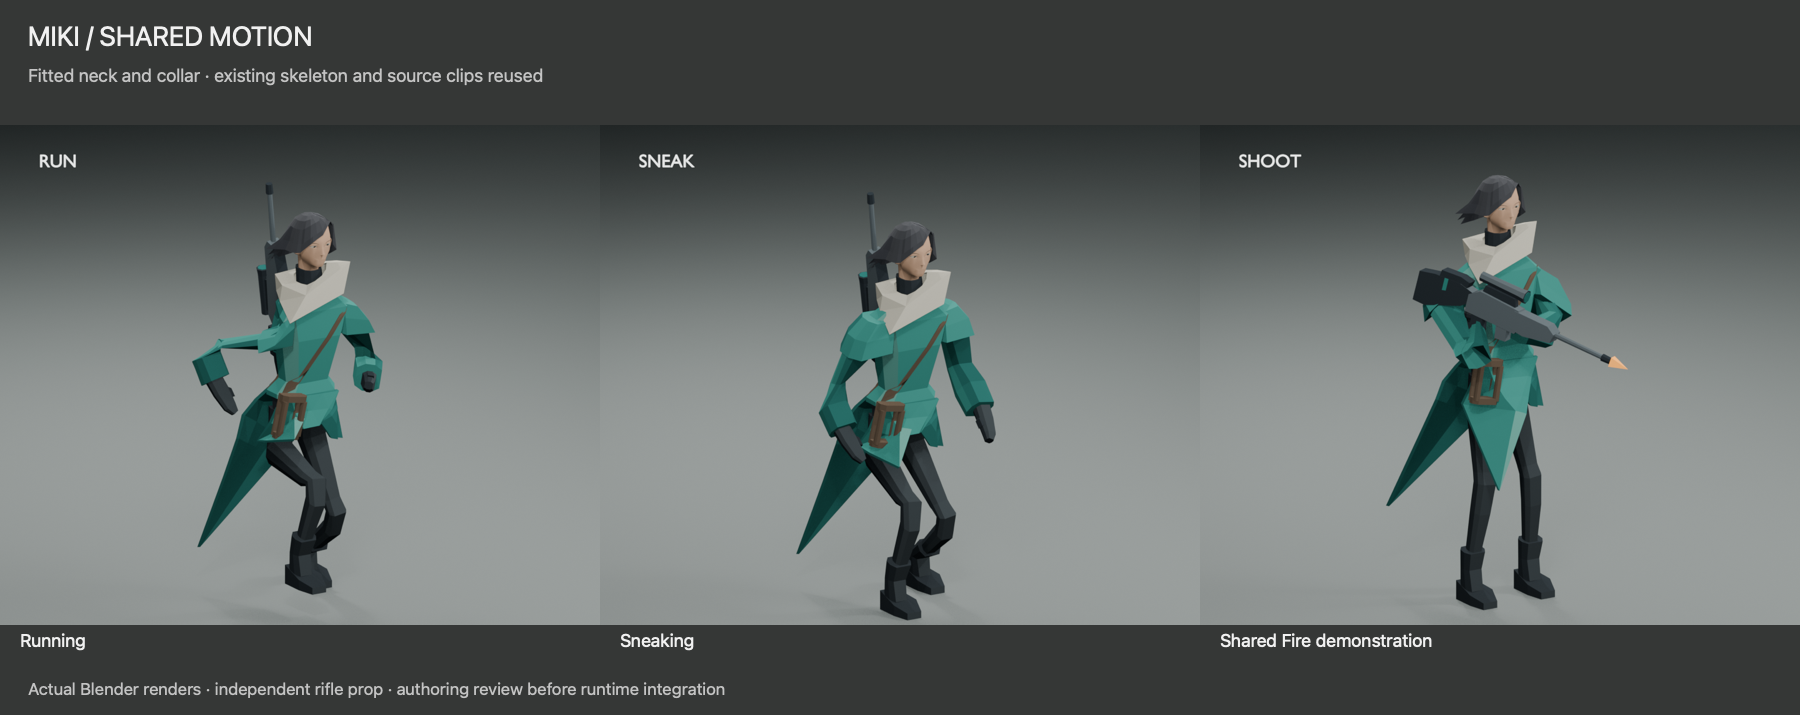 MIKI / SHARED MOTION
Fitted neck and collar · existing skeleton and source clips reused
RUN
SNEAK
SHOOT
Running
Sneaking
Shared Fire demonstration
Actual Blender renders · independent rifle prop · authoring review before runtime integration